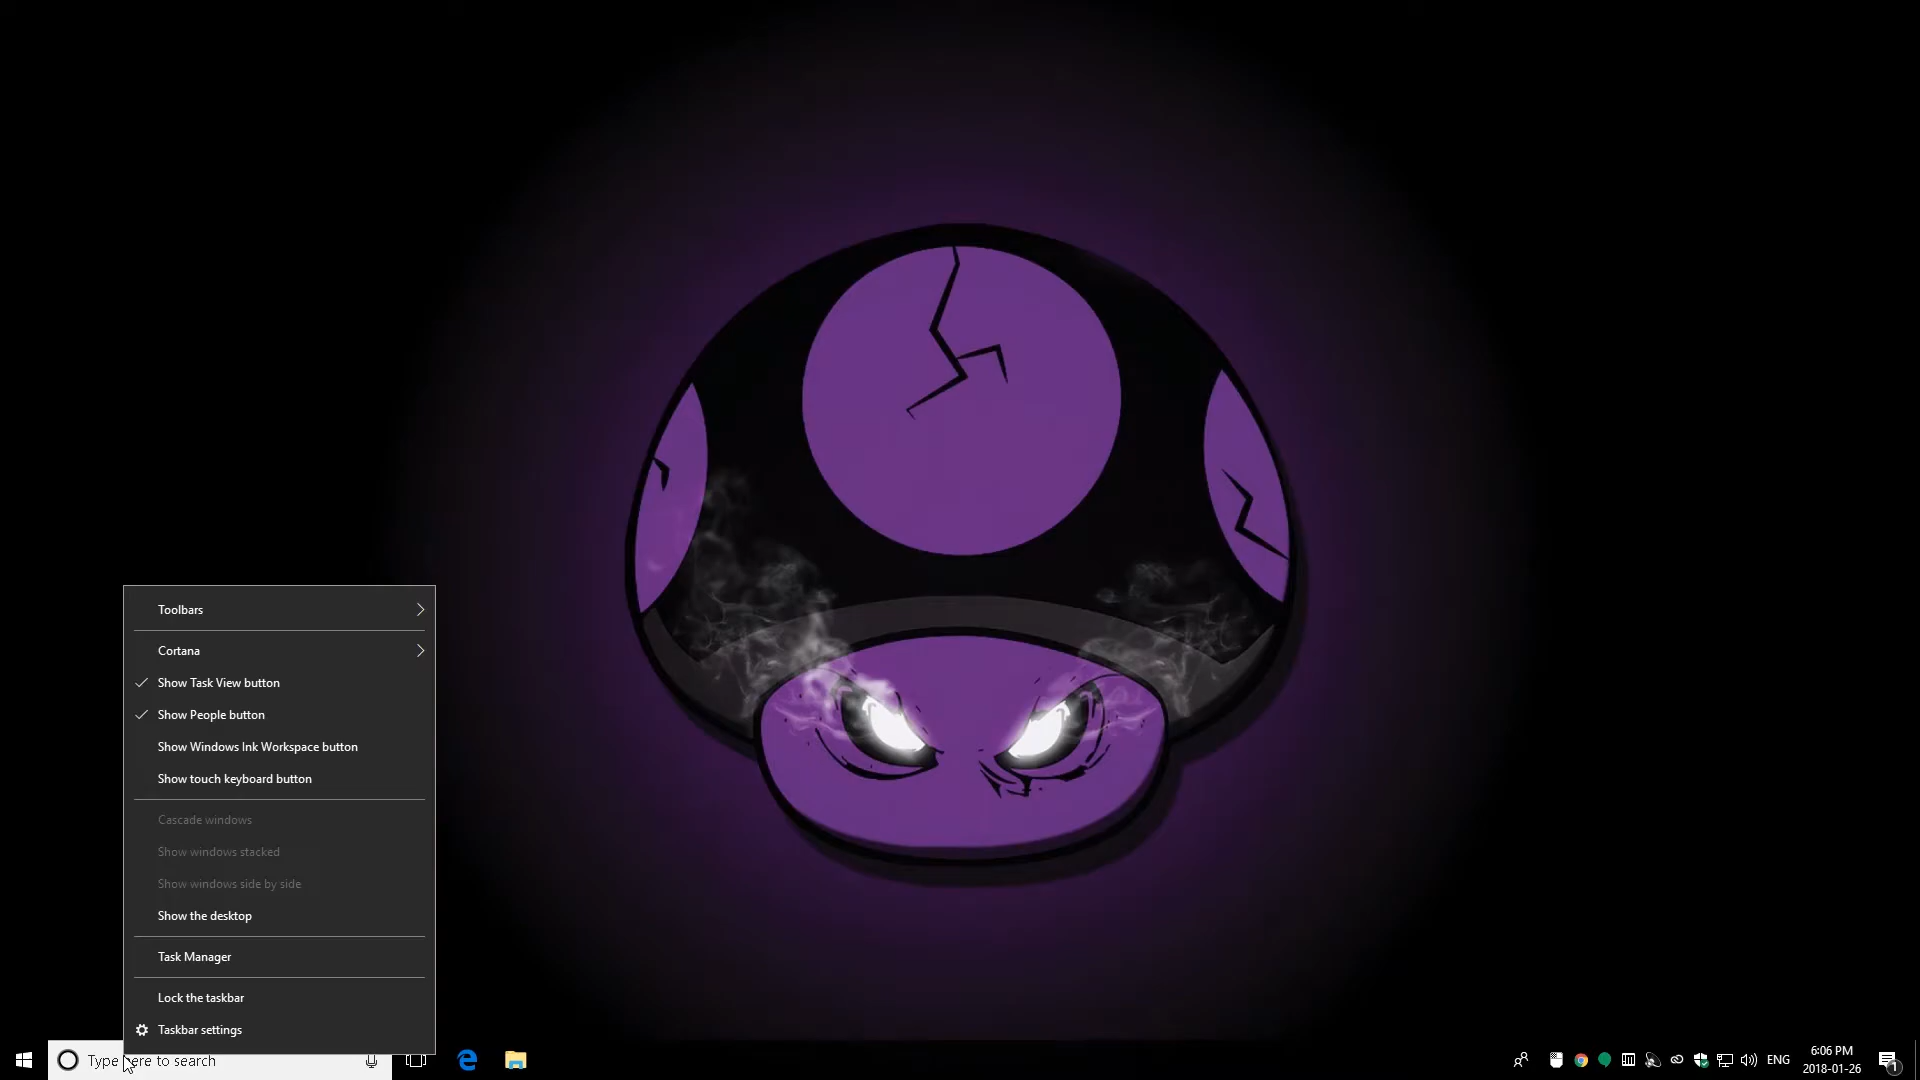 Toolbars
Cortana
Show Task View button
Show People button
Show Windows Ink Workspace button
Show touch keyboard button
Cascade windows
Show windows stacked
Show windows side by side
Show the desktop
Task Manager
Lock the taskbar
Taskbar settings
Type here to search
ENG
6:06 PM
2018-01-26
1